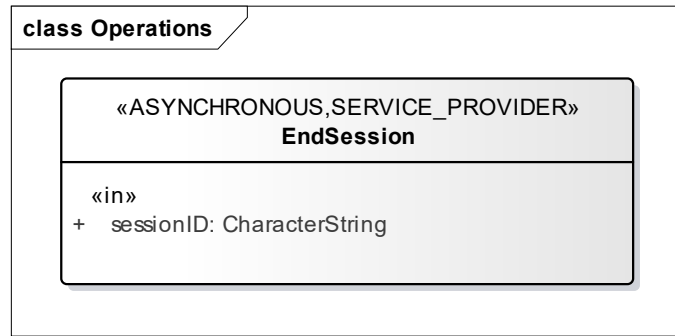 class Operations
«ASYNCHRONOUS,SERVICE_PROVIDER»
EndSession
«in»
+ sessionID: CharacterString